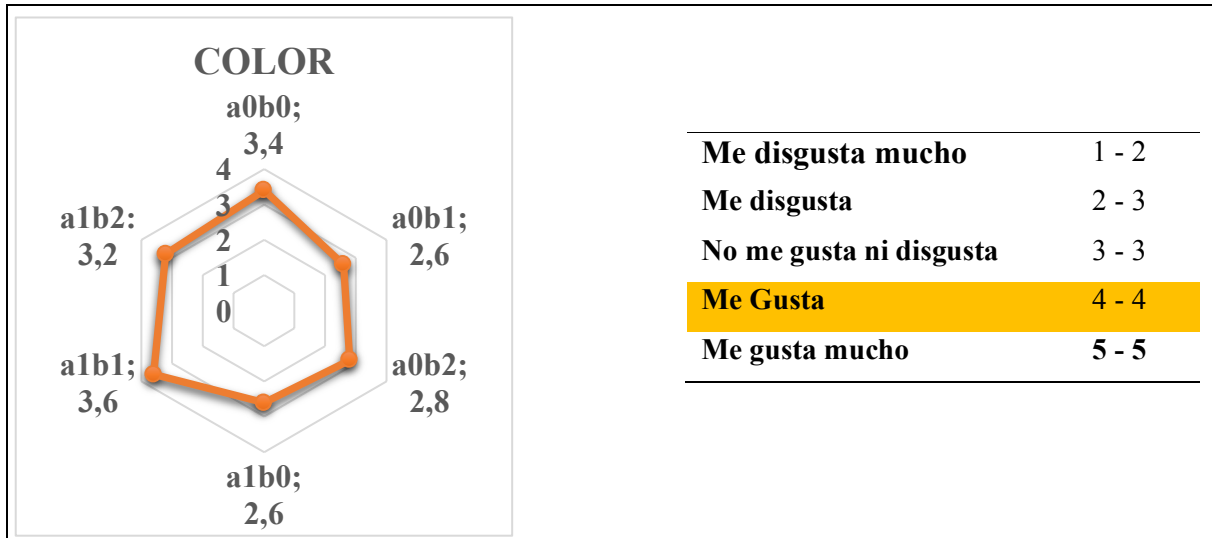 COLOR
a0b0;
3,4
4
3
2
1
0
a0b1;
2,6
a0b2;
2,8
a1b0;
2,6
a1b1;
3,6
a1b2:
3,2
Me disgusta mucho 1 - 2
Me disgusta 2 - 3
No me gusta ni disgusta 3 - 3
Me Gusta 4 - 4
Me gusta mucho 5 - 5